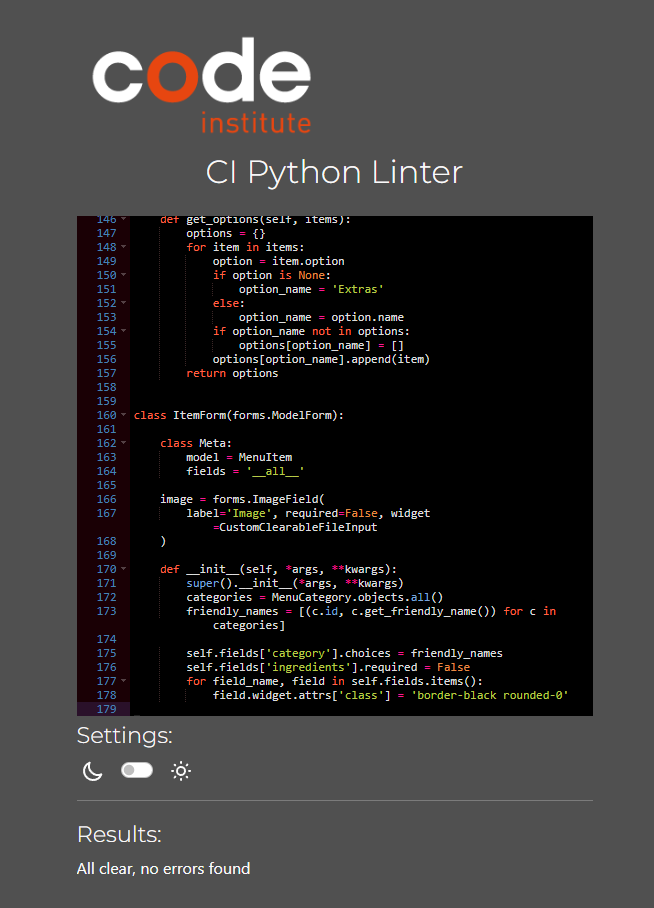 code
institute
CI Python Linter
146 def get_options(self, items):
147 options = {}
148 for item in items:
149 option = item.option
150 if option is None:
151 option_name = 'Extras'
152 else:
153 option_name = option.name
154 if option_name not in options:
155 options[option_name] = []
156 options[option_name].append(item)
157 return options
158
159
160 class ItemForm(forms.ModelForm):
161
162 class Meta:
163 model = MenuItem
164 fields = '__all__'
165
166 image = forms.ImageField(
167 label='Image', required=False, widget
=CustomClearableFileInput
168 )
169
170 def __init__(self, *args, **kwargs):
171 super().__init__(*args, **kwargs)
172 categories = MenuCategory.objects.all()
173 friendly_names = [(c.id, c.get_friendly_name()) for c in
categories]
174
175 self.fields['category'].choices = friendly_names
176 self.fields['ingredients'].required = False
177 for field_name, field in self.fields.items():
178 field.widget.attrs['class'] = 'border-black rounded-0'
179
Settings:
Results:
All clear, no errors found